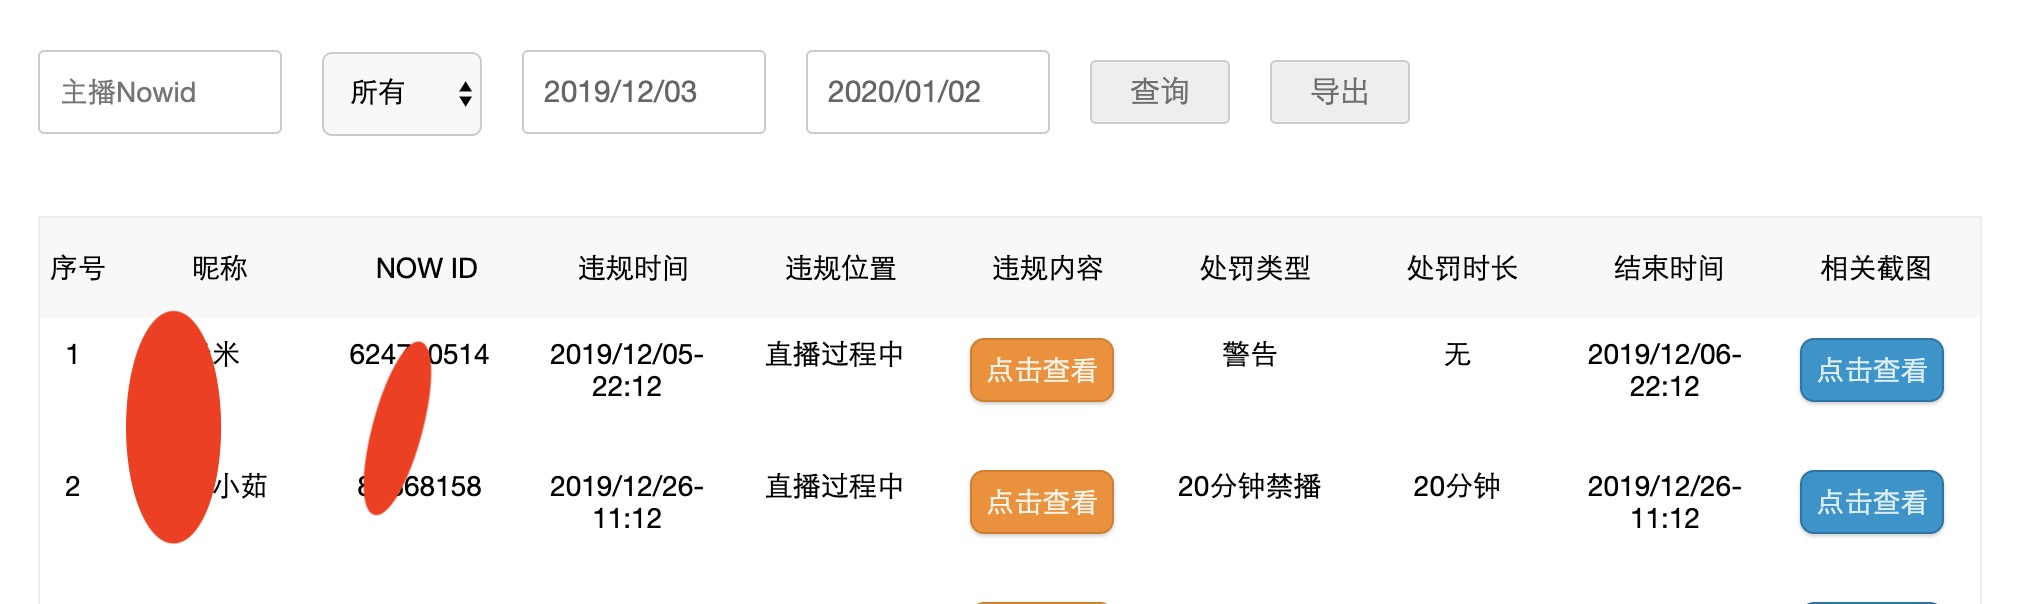 主播Nowid 所有 2019/12/03 2020/01/02 查询 导出
序号 昵称 NOW ID 违规时间 违规位置 违规内容 处罚类型 处罚时长 结束时间 相关截图
1 米 624 0514 2019/12/05- 直播过程中 点击查看 警告 无 2019/12/06- 点击查看
22:12 22:12
2 小茹 8 68158 2019/12/26- 直播过程中 点击查看 20分钟禁播 20分钟 2019/12/26- 点击查看
11:12 11:12